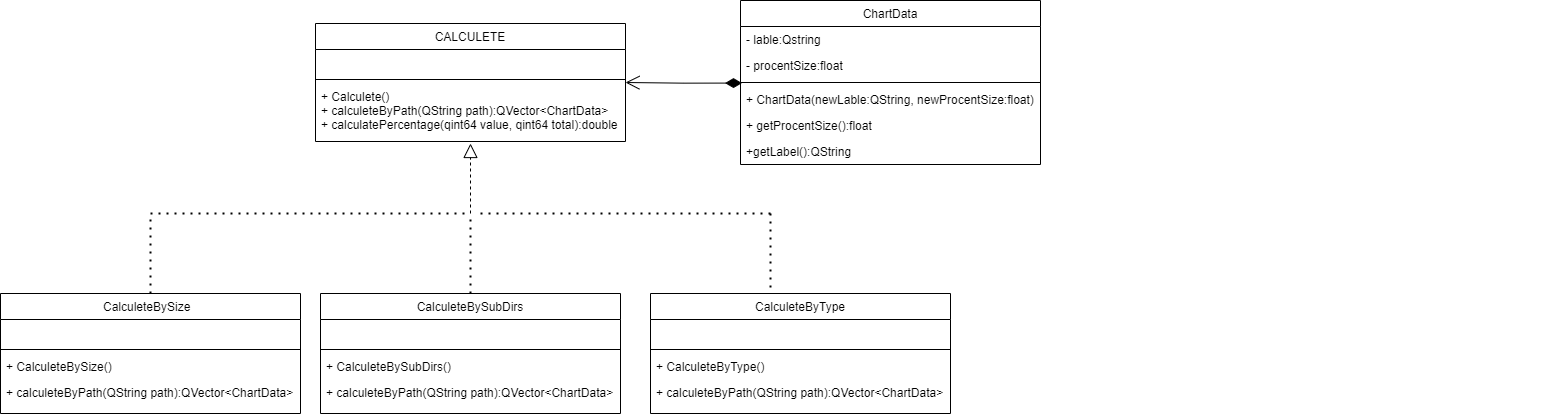 CALCULETE
+ Calculete()
+ calculeteByPath(QString path):QVector<ChartData>
+ calculatePercentage(qint64 value, qint64 total):double
ChartData
- lable:Qstring
- procentSize:float
+ ChartData(newLable:QString, newProcentSize:float)
+ getProcentSize():float
+getLabel():QString
CalculeteBySize
+ CalculeteBySize()
+ calculeteByPath(QString path):QVector<ChartData>
CalculeteBySubDirs
+ CalculeteBySubDirs()
+ calculeteByPath(QString path):QVector<ChartData>
CalculeteByType
+ CalculeteByType()
+ calculeteByPath(QString path):QVector<ChartData>